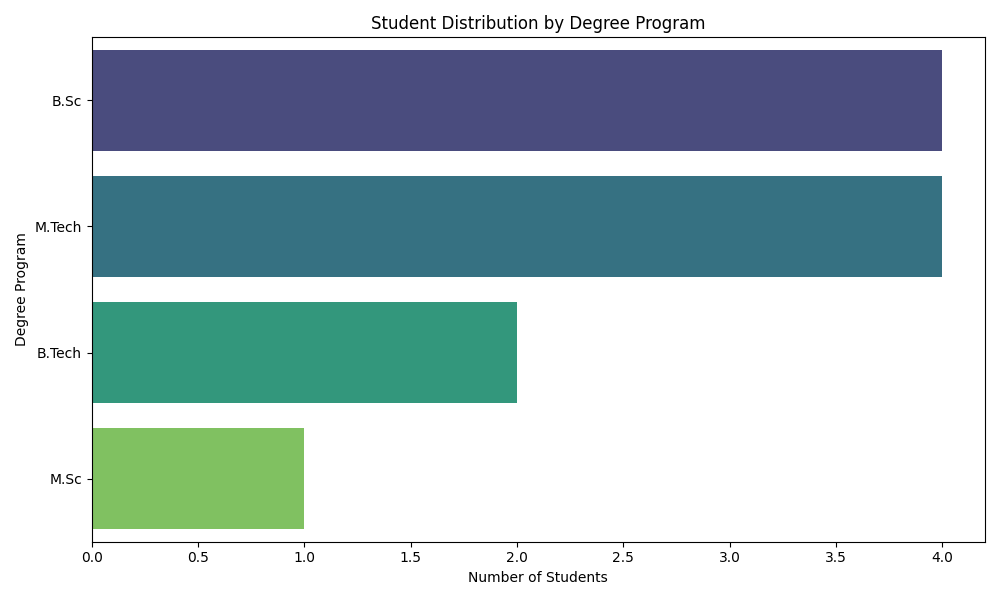 Student Distribution by Degree Program
Degree Program
B.Sc
M.Tech
B.Tech
M.Sc
0.0 0.5 1.0 1.5 2.0 2.5 3.0 3.5 4.0
Number of Students